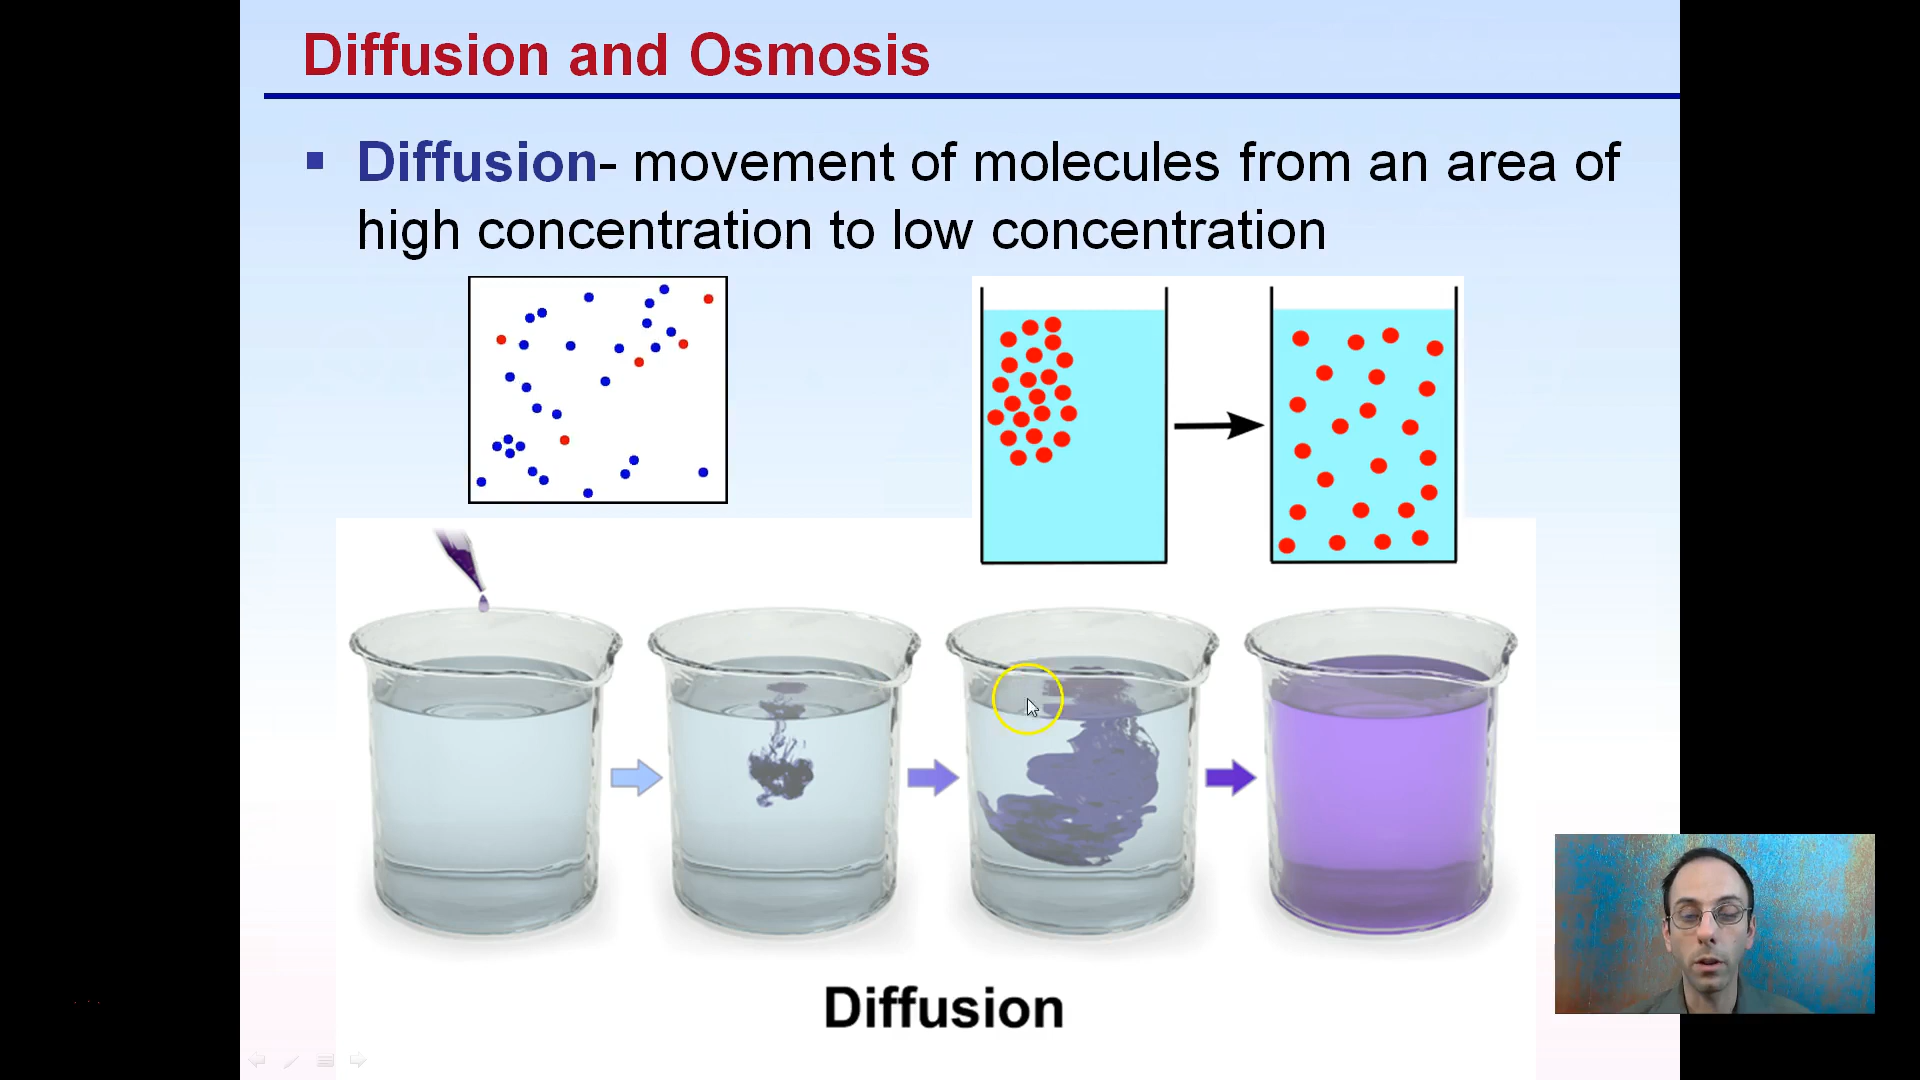 Diffusion and Osmosis
Diffusion- movement of molecules from an area of
high concentration to low concentration
Diffusion